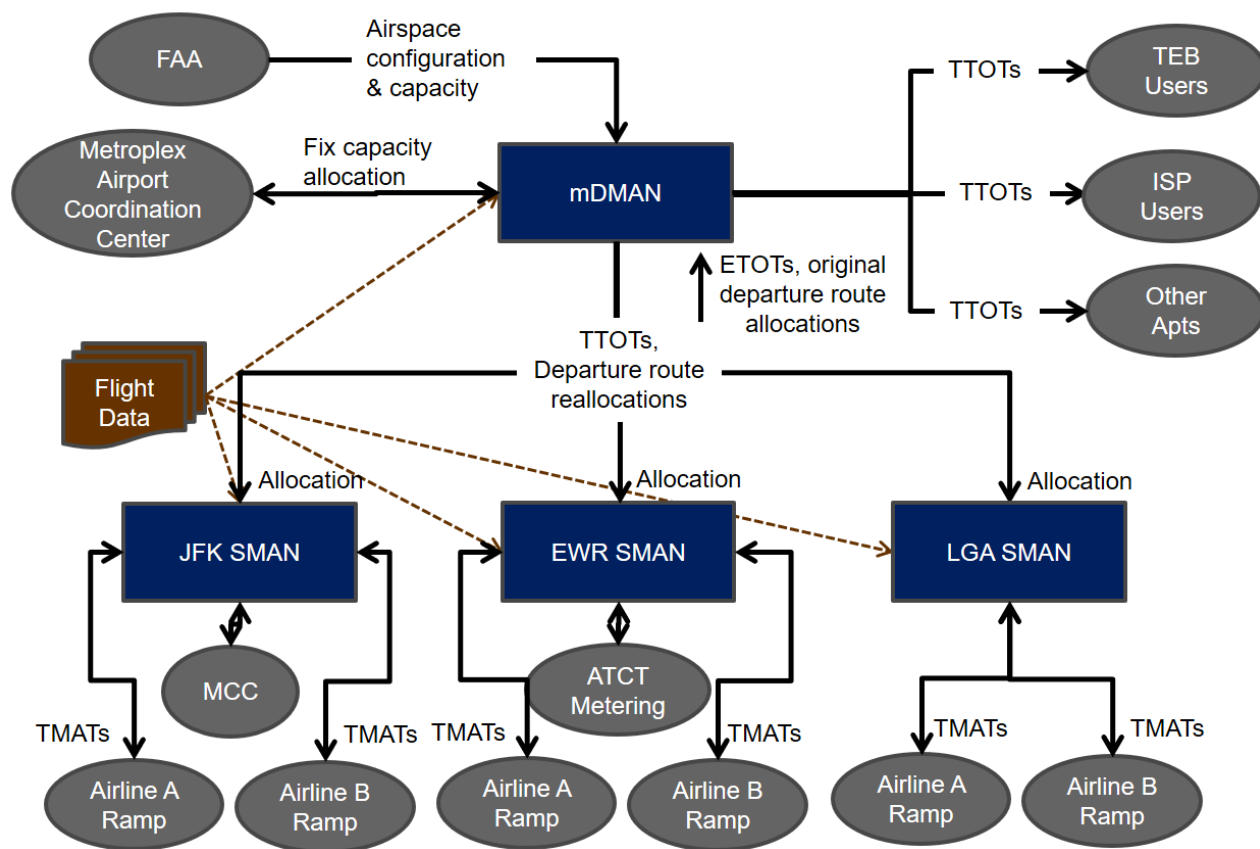 FAA
Airspace
configuration
& capacity
TTOTs
TEB
Users
Metroplex
Airport
Coordination
Center
Fix capacity
allocation
mDMAN
TTOTs
ISP
Users
ETOTs, original
departure route
allocations
TTOTs
Other
Apts
TTOTs,
Departure route
reallocations
Flight
Data
Allocation
Allocation
Allocation
JFK SMAN
EWR SMAN
LGA SMAN
MCC
ATCT
Metering
TMATs
TMATs
TMATs
TMATs
TMATs
TMATs
Airline A
Ramp
Airline B
Ramp
Airline A
Ramp
Airline B
Ramp
Airline A
Ramp
Airline B
Ramp